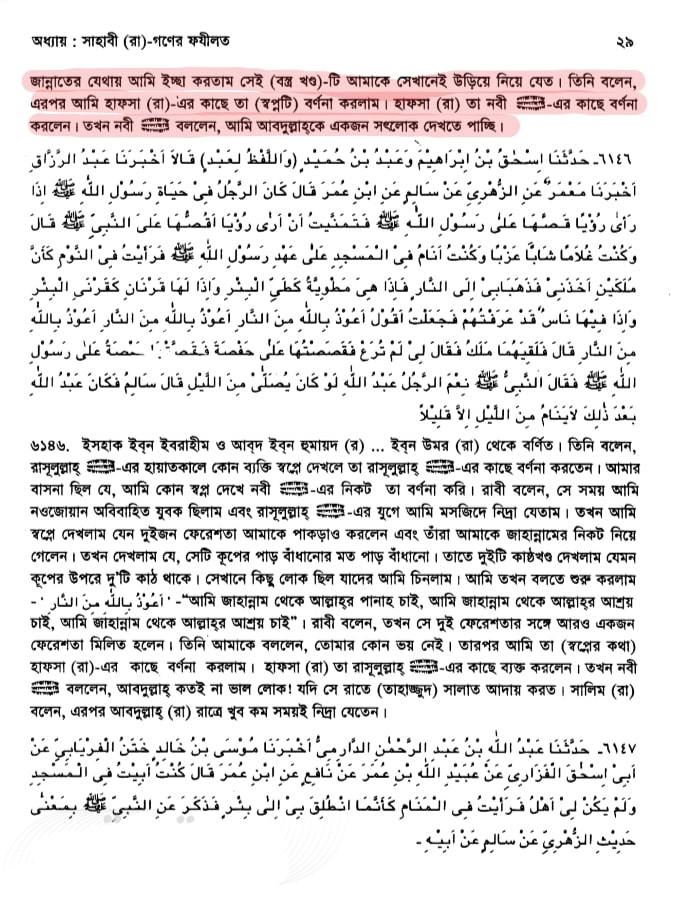 অধ্যায় : সাহাবী (রা)-গণের ফযীলত ২৯
জান্নাতের যেথায় আমি ইচ্ছা করতাম সেই (বস্ত্র খণ্ড)-টি আমাকে সেখানেই উড়িয়ে নিয়ে যেত। তিনি বলেন,
এরপর আমি হাফসা (রা)-এর কাছে তা (স্বপ্নটি) বর্ণনা করলাম। হাফসা (রা) তা নবী ﷺ-এর কাছে বর্ণনা
করলেন। তখন নবী ﷺ বললেন, আমি আবদুল্লাহকে একজন সৎলোক দেখতে পাচ্ছি।
٦١٤٦- حَدَّثَنَا اِسْحٰقُ بْنُ اِبْرَاهِيْمَ وَعَبْدُ بْنُ حُمَيْدٍ (وَاللَّفْظُ لِعَبْدٍ) قَالاَ اَخْبَرَنَا عَبْدُ الرَّزَّاقِ
اَخْبَرَنَا مَعْمَرٌ عَنِ الزُّهْرِيِّ عَنْ سَالِمٍ عَنِ ابْنِ عُمَرَ قَالَ كَانَ الرَّجُلُ فِيْ حَيَاةِ رَسُوْلِ اللّٰهِ ﷺ اِذَا
رَأىٰ رُؤْيًا قَصَّهَا عَلٰى رَسُوْلِ اللّٰهِ ﷺ فَتَمَنَّيْتُ اَنْ اَرٰى رُؤْيًا اَقُصُّهَا عَلَى النَّبِيِّ ﷺ قَالَ
وَكُنْتُ غُلاَمًا شَابًّا عَزَبًا وَكُنْتُ اَنَامُ فِي الْمَسْجِدِ عَلٰى عَهْدِ رَسُوْلِ اللّٰهِ ﷺ فَرَأَيْتُ فِي النَّوْمِ كَأَنَّ
مَلَكَيْنِ اَخَذَنِيْ فَذَهَبَابِيْ اِلَى النَّارِ فَاِذَا هِيَ مَطْوِيَّةٌ كَطَيِّ الْبِئْرِ وَاِذَا لَهَا قَرْنَانِ كَقَرْنَيِ الْبِئْرِ
وَاِذَا فِيْهَا نَاسٌ قَدْ عَرَفْتُهُمْ فَجَعَلْتُ اَقُوْلُ اَعُوْذُ بِاللّٰهِ مِنَ النَّارِ اَعُوْذُ بِاللّٰهِ مِنَ النَّارِ اَعُوْذُ بِاللّٰهِ
مِنَ النَّارِ قَالَ فَلَقِيَهُمَا مَلَكٌ فَقَالَ لِيْ لَمْ تُرَعْ فَقَصَصْتُهَا عَلٰى حَفْصَةَ عَلٰى رَسُوْلِ
اللّٰهِ ﷺ فَقَالَ النَّبِيُّ ﷺ نِعْمَ الرَّجُلُ عَبْدُ اللّٰهِ لَوْ كَانَ يُصَلِّيْ مِنَ اللَّيْلِ قَالَ سَالِمٌ فَكَانَ عَبْدُ اللّٰهِ
بَعْدَ ذٰلِكَ لاَيَنَامُ مِنَ اللَّيْلِ اِلاَّ قَلِيْلاً
৬১৪৬. ইসহাক ইব্‌ন ইবরাহীম ও আব্‌দ ইব্‌ন হুমায়দ (র) ... ইব্‌ন উমর (রা) থেকে বর্ণিত। তিনি বলেন,
রাসূলুল্লাহ্ ﷺ-এর হায়াতকালে কোন ব্যক্তি স্বপ্নে দেখলে তা রাসূলুল্লাহ্ ﷺ-এর কাছে বর্ণনা করতেন। আমার
বাসনা ছিল যে, আমি কোন স্বপ্ন দেখে নবী ﷺ-এর নিকট তা বর্ণনা করি। রাবী বলেন, সে সময় আমি
নওজোয়ান অবিবাহিত যুবক ছিলাম এবং রাসূলুল্লাহ্ ﷺ-এর যুগে আমি মসজিদে নিদ্রা যেতাম। তখন আমি
স্বপ্নে দেখলাম যেন দুইজন ফেরেশতা আমাকে পাকড়াও করলেন এবং তাঁরা আমাকে জাহান্নামের নিকট নিয়ে
গেলেন। তখন দেখলাম যে, সেটি কূপের পাড় বাঁধানোর মত পাড় বাঁধানো। তাতে দুইটি কাষ্ঠখণ্ড দেখলাম যেমন
কূপের উপরে দু'টি কাঠ থাকে। সেখানে কিছু লোক ছিল যাদের আমি চিনলাম। আমি তখন বলতে শুরু করলাম
- اَعُوْذُ بِاللّٰهِ مِنَ النَّارِ -“আমি জাহান্নাম থেকে আল্লাহ্‌র পানাহ চাই, আমি জাহান্নাম থেকে আল্লাহ্‌র আশ্রয়
চাই, আমি জাহান্নাম থেকে আল্লাহ্‌র আশ্রয় চাই”। রাবী বলেন, তখন সে দুই ফেরেশতার সঙ্গে আরও একজন
ফেরেশতা মিলিত হলেন। তিনি আমাকে বললেন, তোমার কোন ভয় নেই। তারপর আমি তা (স্বপ্নের কথা)
হাফসা (রা)-এর কাছে বর্ণনা করলাম। হাফসা (রা) তা রাসূলুল্লাহ্ ﷺ-এর কাছে ব্যক্ত করলেন। তখন নবী
ﷺ বললেন, আবদুল্লাহ্ কতই না ভাল লোক! যদি সে রাতে (তাহাজ্জুদ) সালাত আদায় করত। সালিম (রা)
বলেন, এরপর আবদুল্লাহ্ (রা) রাত্রে খুব কম সময়ই নিদ্রা যেতেন।
٦١٤٧- حَدَّثَنَا عَبْدُ اللّٰهِ بْنُ عَبْدِ الرَّحْمٰنِ الدَّارِمِيُّ اَخْبَرَنَا مُوْسَى بْنُ خَالِدٍ خَتَنُ الْفِرْيَابِيِّ عَنْ
اَبِيْ اِسْحٰقَ الْفَزَارِيِّ عَنْ عُبَيْدِ اللّٰهِ بْنِ عُمَرَ عَنْ نَافِعٍ عَنِ ابْنِ عُمَرَ قَالَ كُنْتُ اَبِيْتُ فِي الْمَسْجِدِ
وَلَمْ يَكُنْ لِيْ اَهْلٌ فَرَأَيْتُ فِي الْمَنَامِ كَأَنَّمَا انْطُلِقَ بِيْ اِلٰى بِئْرٍ فَذَكَرَ عَنِ النَّبِيِّ ﷺ بِمَعْنٰى
حَدِيْثِ الزُّهْرِيِّ عَنْ سَالِمٍ عَنْ اَبِيْهِ -